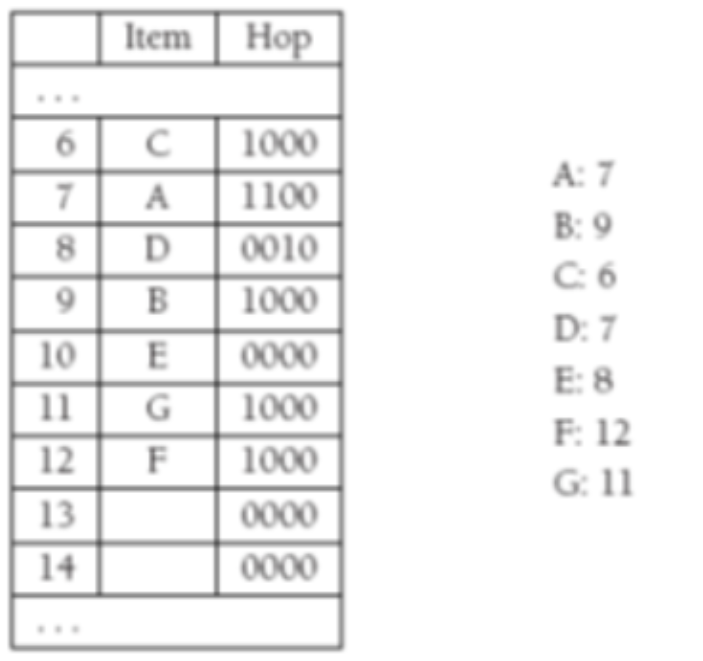 Item Hop
...
6 C 1000
7 A 1100
8 D 0010
9 B 1000
10 E 0000
11 G 1000
12 F 1000
13 0000
14 0000
...
A: 7
B: 9
C: 6
D: 7
E: 8
F: 12
G: 11